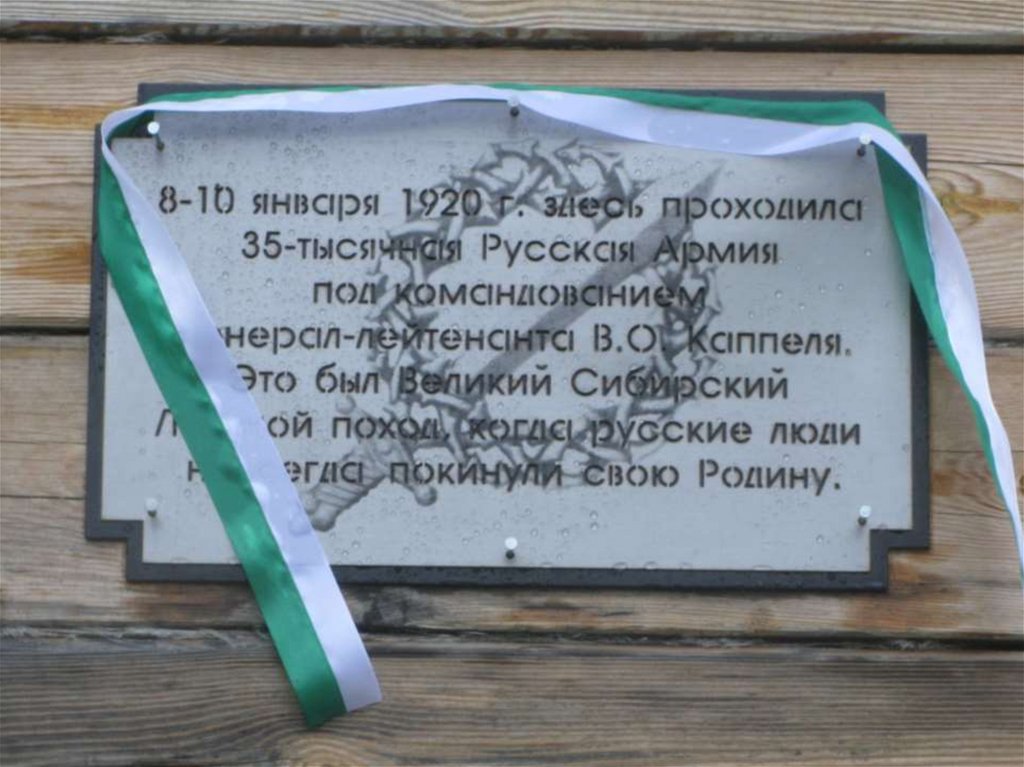 8-10 января 1920 г. здесь проходила
35-тысячная Русская Армия
под командованием
нерал-лейтенанта В.О. Каппеля.
Это был Великий Сибирский
поход, когда русские люди
покинули свою Родину.